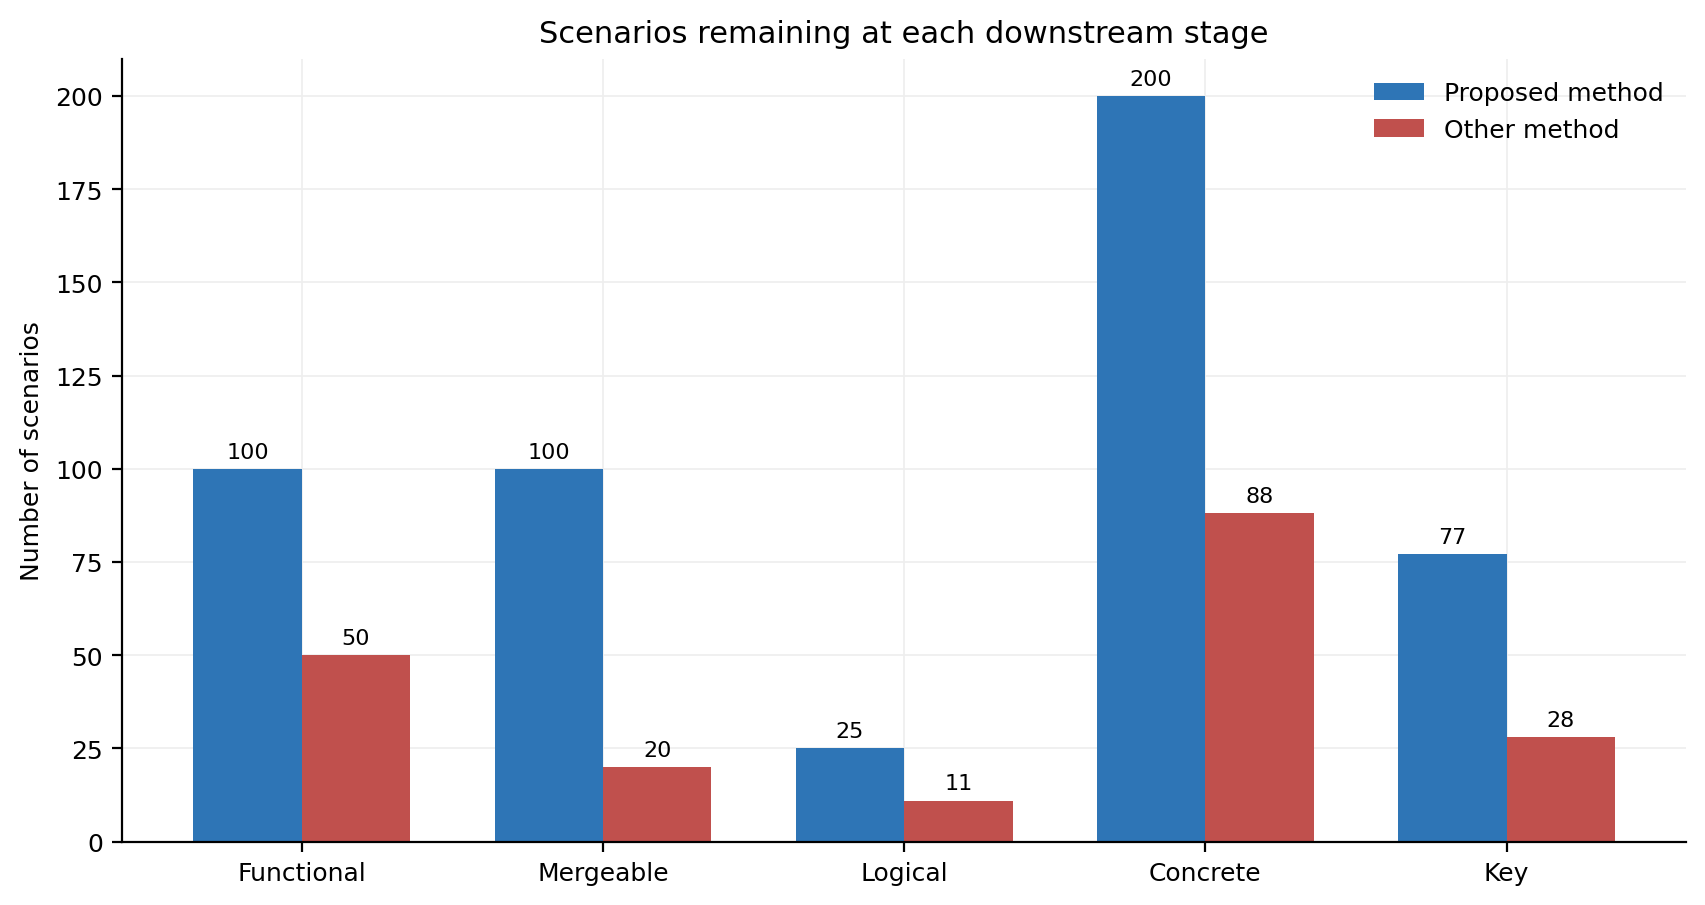 Scenarios remaining at each downstream stage
Proposed method
Other method
Number of scenarios
200
175
150
125
100
75
50
25
0
100
50
100
20
25
11
200
88
77
28
Functional
Mergeable
Logical
Concrete
Key